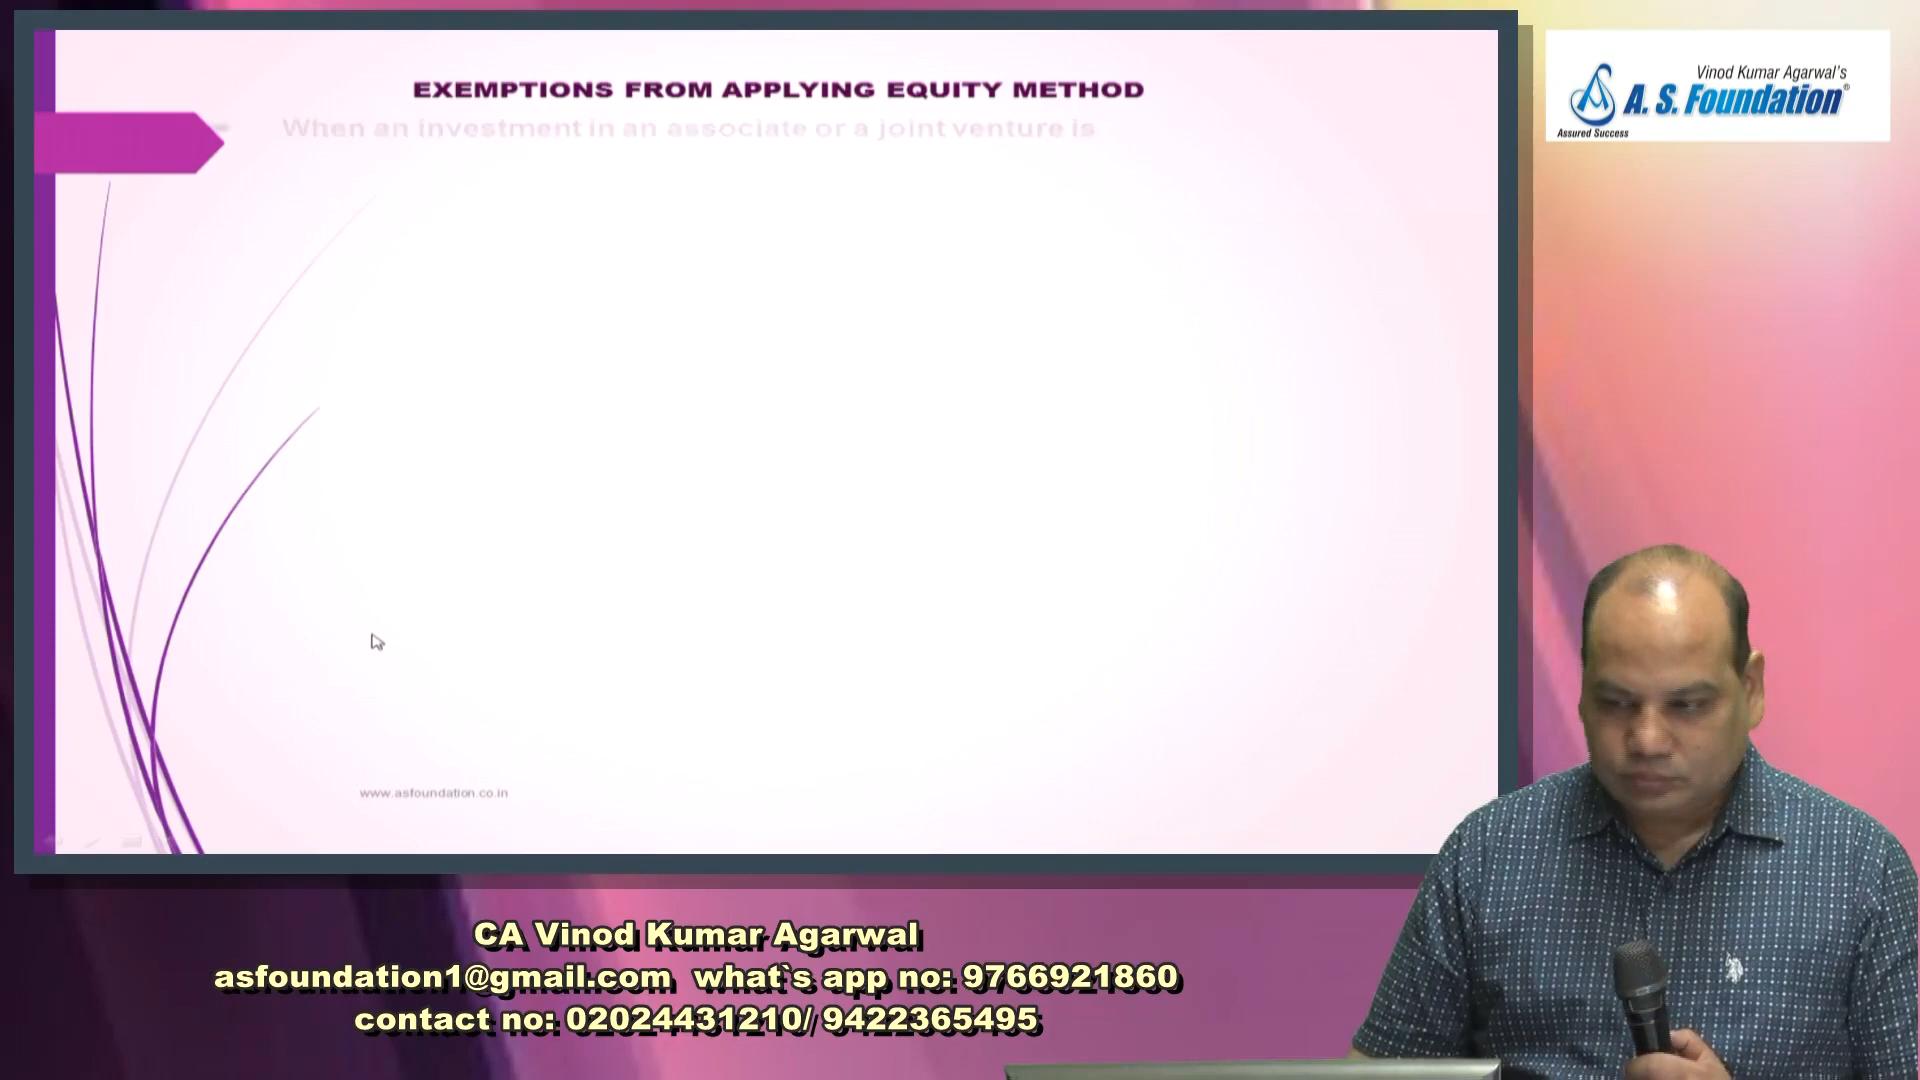 EXEMPTIONS FROM APPLYING EQUITY METHOD
When an investment in an associate or a joint venture is
www.asfoundation.co.in
Vinod Kumar Agarwal's
A. S. Foundation®
Assured Success
CA Vinod Kumar Agarwal
asfoundation1@gmail.com what`s app no: 9766921860
contact no: 02024431210/ 9422365495